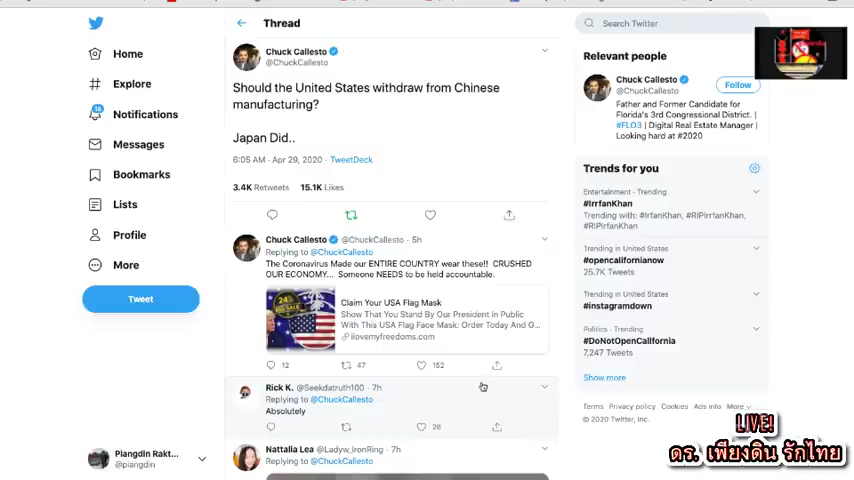 Home
Explore
18
Notifications
Messages
Bookmarks
Lists
Profile
More
Tweet
Piangdin Rakt...
@piangdin
Thread
Chuck Callesto
@ChuckCallesto
Should the United States withdraw from Chinese
manufacturing?
Japan Did..
6:05 AM · Apr 29, 2020 · TweetDeck
3.4K Retweets 15.1K Likes
Chuck Callesto @ChuckCallesto · 5h
Replying to @ChuckCallesto
The Coronavirus Made our ENTIRE COUNTRY wear these!! CRUSHED
OUR ECONOMY... Someone NEEDS to be held accountable.
Claim Your USA Flag Mask
Show That You Stand By Our President In Public
With This USA Flag Face Mask: Order Today And G...
ilovemyfreedoms.com
12 47 152
Rick K. @Seekdatruth100 · 7h
Replying to @ChuckCallesto
Absolutely
26
Nattalia Lea @Ladyw_IronRing · 7h
Replying to @ChuckCallesto
Search Twitter
Relevant people
Chuck Callesto
@ChuckCallesto
Follow
Father and Former Candidate for
Florida's 3rd Congressional District. |
#FL03 | Digital Real Estate Manager |
Looking hard at #2020
Trends for you
Entertainment · Trending
#IrrfanKhan
Trending with: #IrfanKhan, #RIPIrrfanKhan,
#RIPIrfanKhan
Trending in United States
#opencalifornianow
25.7K Tweets
Trending in United States
#instagramdown
Politics · Trending
#DoNotOpenCalifornia
7,247 Tweets
Show more
Terms Privacy policy Cookies Ads info More
© 2020 Twitter, Inc.
LIVE!
ดร. เพียงดิน รักไทย